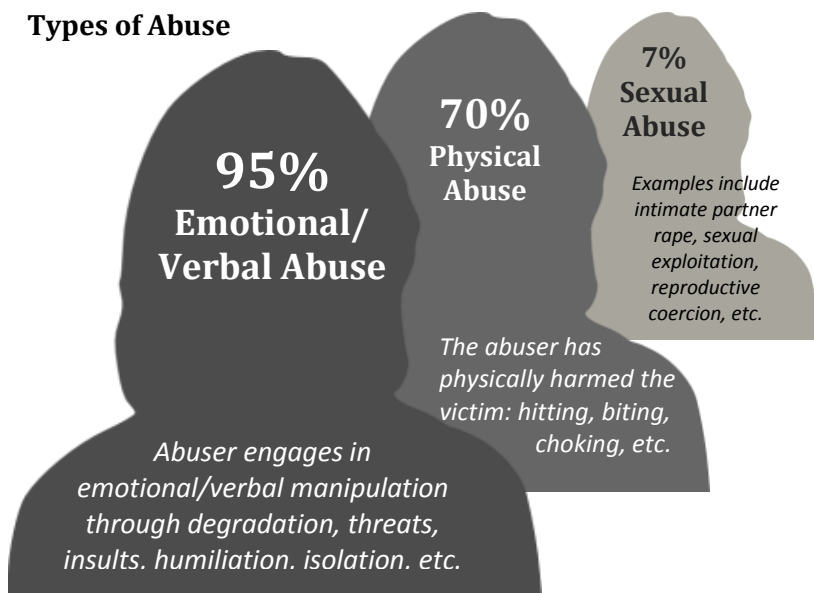 Types of Abuse
95%
Emotional/
Verbal Abuse
Abuser engages in
emotional/verbal manipulation
through degradation, threats,
insults. humiliation. isolation. etc.
70%
Physical
Abuse
The abuser has
physically harmed the
victim: hitting, biting,
choking, etc.
7%
Sexual
Abuse
Examples include
intimate partner
rape, sexual
exploitation,
reproductive
coercion, etc.